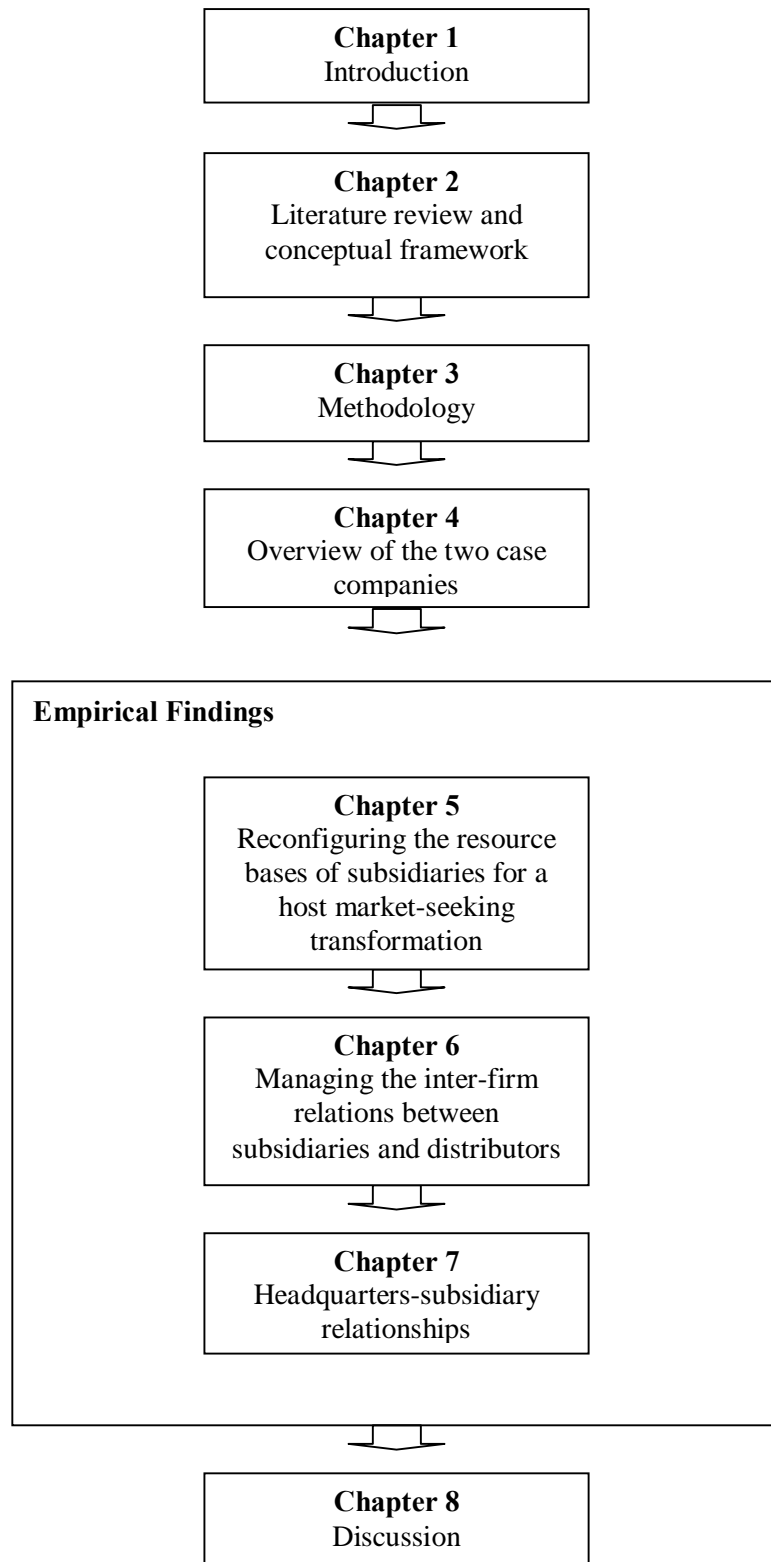 Chapter 1
Introduction
Chapter 2
Literature review and
conceptual framework
Chapter 3
Methodology
Chapter 4
Overview of the two case
companies
Empirical Findings
Chapter 5
Reconfiguring the resource
bases of subsidiaries for a
host market-seeking
transformation
Chapter 6
Managing the inter-firm
relations between
subsidiaries and distributors
Chapter 7
Headquarters-subsidiary
relationships
Chapter 8
Discussion